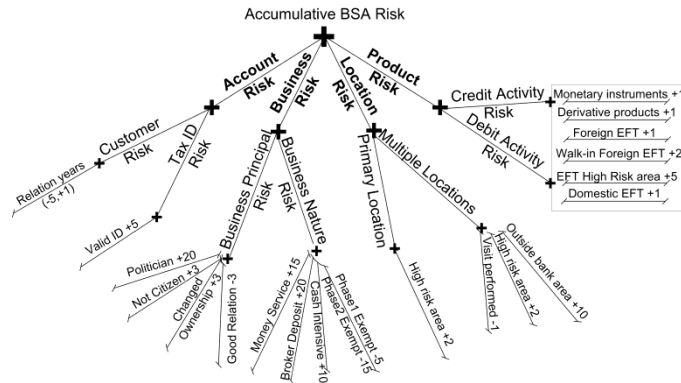 Accumulative BSA Risk
Account
Risk
Business
Risk
Location
Risk
Product
Risk
Customer
Risk
Tax ID
Risk
Relation years
(-5,+1)
Valid ID +5
Business Principal
Risk
Business Nature
Risk
Politician +20
Not Citizen +3
Changed
Ownership +3
Good Relation -3
Money Service +15
Broker Deposit +20
Cash Intensive +10
Phase1 Exempt -5
Phase2 Exempt -15
Primary Location
Multiple Locations
High risk area +2
Visit performed -1
High risk area +2
Outside bank area +10
Credit Activity
Risk
Debit Activity
Risk
Monetary instruments +1
Derivative products +1
Foreign EFT +1
Walk-in Foreign EFT +2
EFT High Risk area +5
Domestic EFT +1